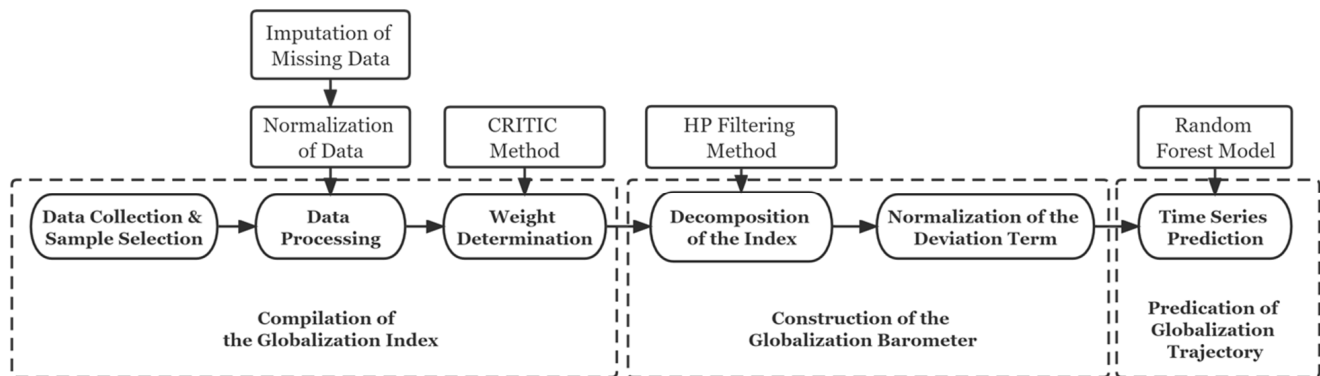 Imputation of
Missing Data
Normalization
of Data
CRITIC
Method
HP Filtering
Method
Random
Forest Model
Data Collection &
Sample Selection
Data
Processing
Weight
Determination
Decomposition
of the Index
Normalization of the
Deviation Term
Time Series
Prediction
Compilation of
the Globalization Index
Construction of the
Globalization Barometer
Predication of
Globalization
Trajectory